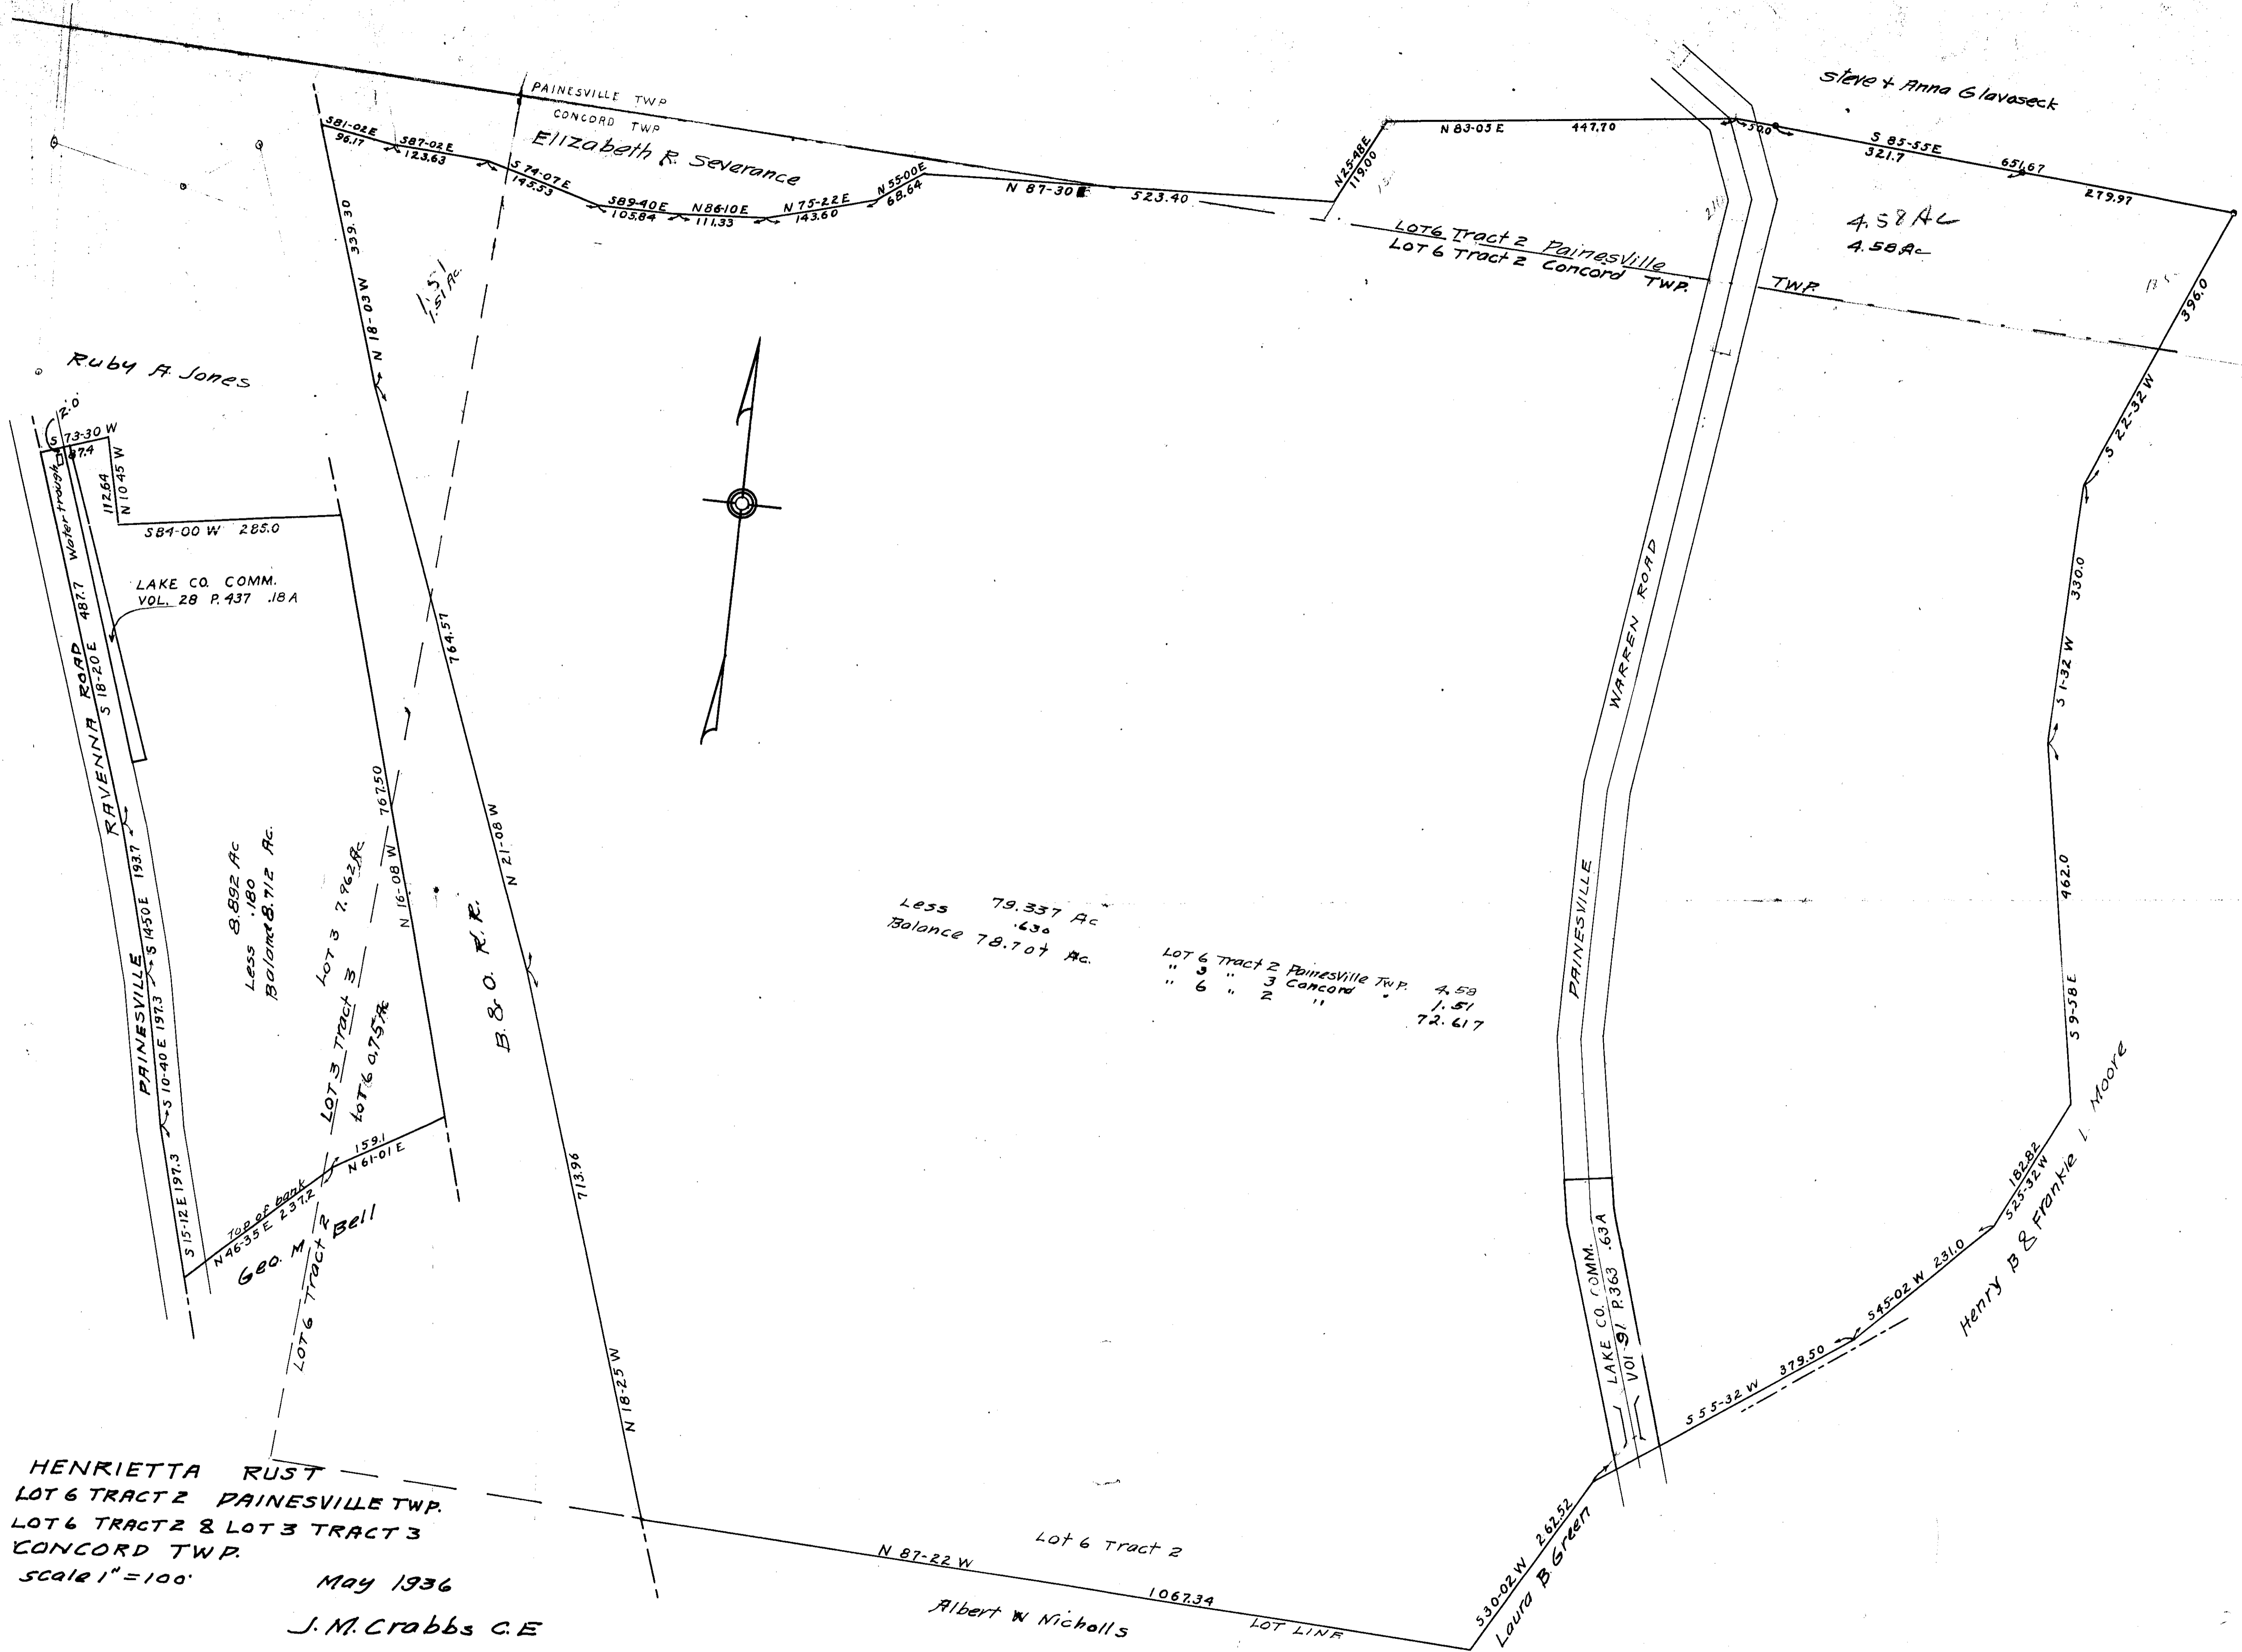 PAINESVILLE TWP
CONCORD TWP
Elizabeth R. Severance
Steve + Anna Glavaseck
S81-02E
96.17
S87-02E
123.63
S 74-07E
145.53
S89-40E
105.84
N86-10E
111.33
N 75-22E
143.60
N 55-00E
68.64
N 87-30
523.40
N25-48E
119.00
N 83-05 E 447.70
50.0
S 85-55E
321.7
651.67
279.97
4.58 AC
4.58 Ac
LOT 6 Tract 2 Painesville
LOT 6 Tract 2 Concord TWP.
TWP.
396.0
S 22-32 W
330.0
S 1-32 W
462.0
S 9-58 E
182.82
S25-32 W
S45-02 W 231.0
S 55-32 W 379.50
Henry B & Frankie L. Moore
339.30
N 18-03 W
1.51
1.51 Ac.
764.57
N 21-08 W
713.96
N 18-25 W
B. & O. R. R.
Ruby A. Jones
2.0'
S 73-30 W
87.4
112.64
N 10 45 W
S84-00 W 285.0
Water trough
LAKE CO. COMM.
VOL. 28 P. 437 .18 A
PAINESVILLE RAVENNA ROAD
S 18-20 E 487.7
S 14-50 E 193.7
S 10-40 E 197.3
S 15-12 E 197.3
767.50
N 16-08 W
8.892 Ac
Less .180
Balance 8.712 Ac.
LOT 3 7.962 Ac
LOT 3 Tract 3
LOT 6 0.75 Ac
159.1
N 61-01 E
Top of bank
N 46-35 E 237.2
Geo. M Bell
LOT 6 Tract 2
79.337 Ac
Less .630
Balance 78.707 Ac.
LOT 6 Tract 2 Painesville TWP. 4.58
" 3 " 3 Concord " 1.51
" 6 " 2 " 72.617
PAINESVILLE WARREN ROAD
LAKE CO. COMM.
VOl 91 P.363 .63 A
S30-02 W 262.52
Laura B. Green
Lot 6 Tract 2
N 87-22 W 1067.34
LOT LINE
Albert W Nicholls
HENRIETTA RUST
LOT 6 TRACT 2 PAINESVILLE TWP.
LOT 6 TRACT 2 & LOT 3 TRACT 3
CONCORD TWP.
Scale 1" = 100'
May 1936
J. M. Crabbs C. E